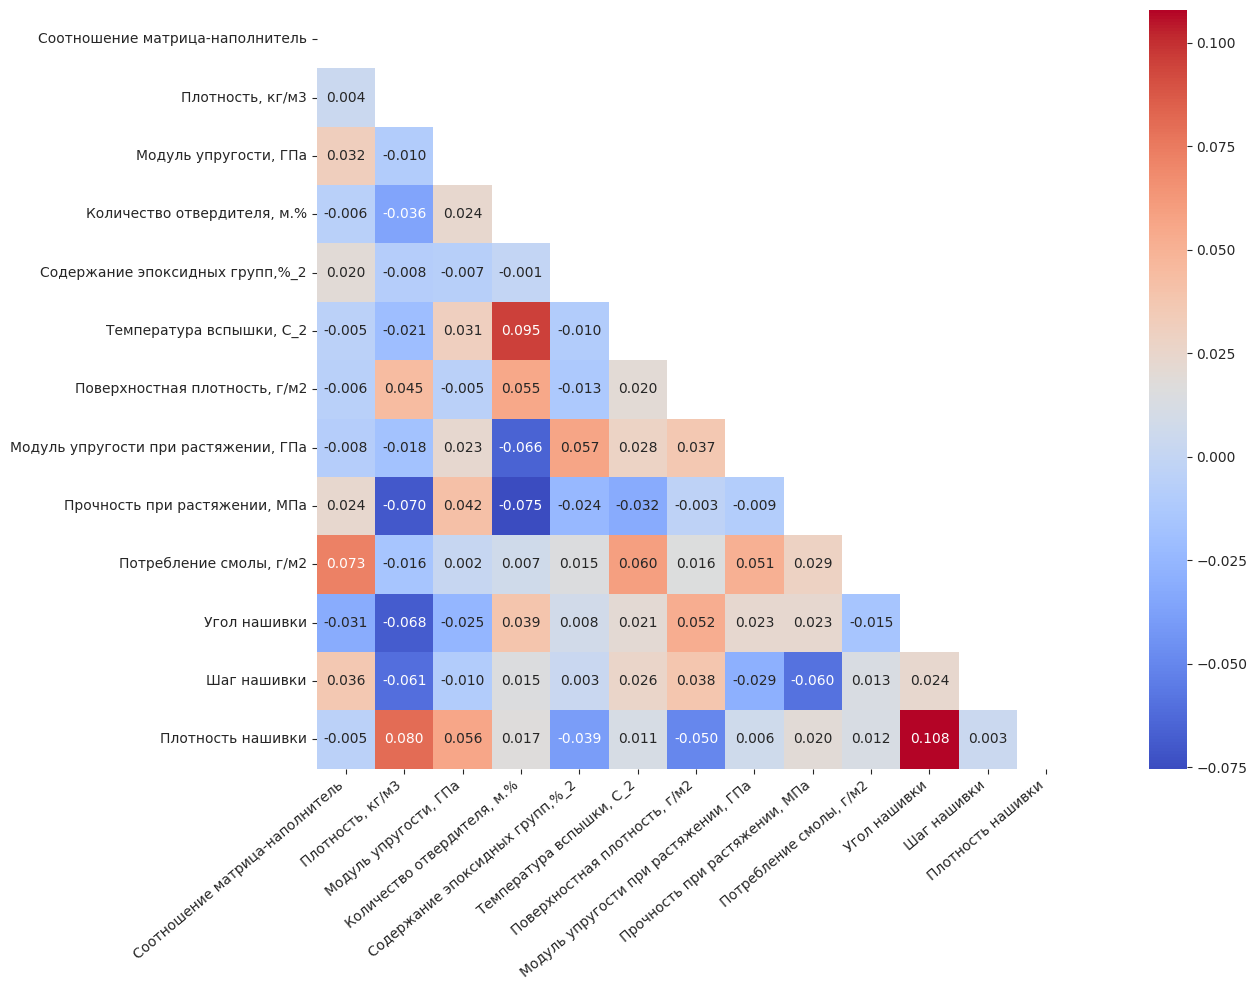 Соотношение матрица-наполнитель
Плотность, кг/м3 0.004
Модуль упругости, ГПа 0.032 -0.010
Количество отвердителя, м.% -0.006 -0.036 0.024
Содержание эпоксидных групп,%_2 0.020 -0.008 -0.007 -0.001
Температура вспышки, С_2 -0.005 -0.021 0.031 0.095 -0.010
Поверхностная плотность, г/м2 -0.006 0.045 -0.005 0.055 -0.013 0.020
Модуль упругости при растяжении, ГПа -0.008 -0.018 0.023 -0.066 0.057 0.028 0.037
Прочность при растяжении, МПа 0.024 -0.070 0.042 -0.075 -0.024 -0.032 -0.003 -0.009
Потребление смолы, г/м2 0.073 -0.016 0.002 0.007 0.015 0.060 0.016 0.051 0.029
Угол нашивки -0.031 -0.068 -0.025 0.039 0.008 0.021 0.052 0.023 0.023 -0.015
Шаг нашивки 0.036 -0.061 -0.010 0.015 0.003 0.026 0.038 -0.029 -0.060 0.013 0.024
Плотность нашивки -0.005 0.080 0.056 0.017 -0.039 0.011 -0.050 0.006 0.020 0.012 0.108 0.003
Соотношение матрица-наполнитель
Плотность, кг/м3
Модуль упругости, ГПа
Количество отвердителя, м.%
Содержание эпоксидных групп,%_2
Температура вспышки, С_2
Поверхностная плотность, г/м2
Модуль упругости при растяжении, ГПа
Прочность при растяжении, МПа
Потребление смолы, г/м2
Угол нашивки
Шаг нашивки
Плотность нашивки
0.100
0.075
0.050
0.025
0.000
−0.025
−0.050
−0.075